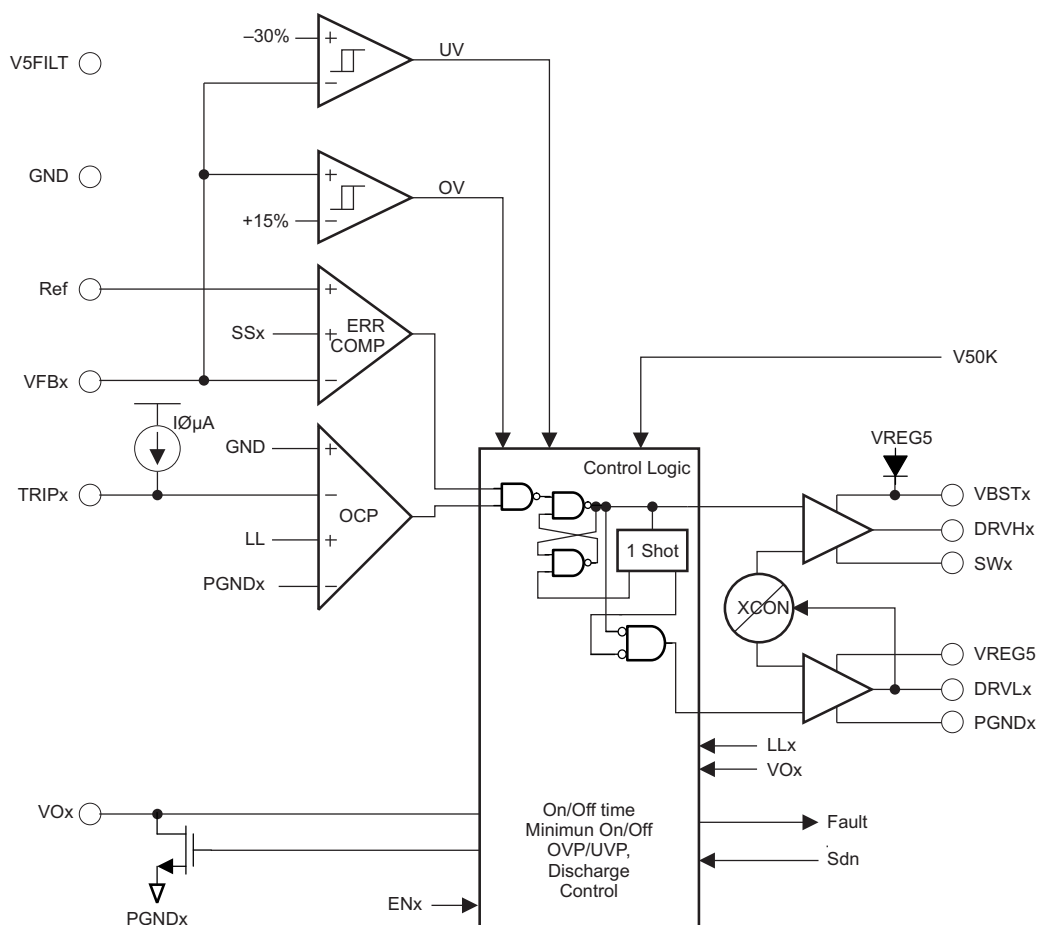 –30%
+
–
UV
V5FILT
GND
+
+15%
–
OV
Ref
+
SSx
+
ERR
COMP
VFBx
–
V50K
IØµA
GND
+
TRIPx
–
OCP
LL
+
PGNDx
–
Control Logic
1 Shot
VREG5
VBSTx
DRVHx
SWx
XCON
VREG5
DRVLx
PGNDx
LLx
VOx
VOx
On/Off time
Minimun On/Off
OVP/UVP,
Discharge
Control
Fault
Sdn
ENx
PGNDx